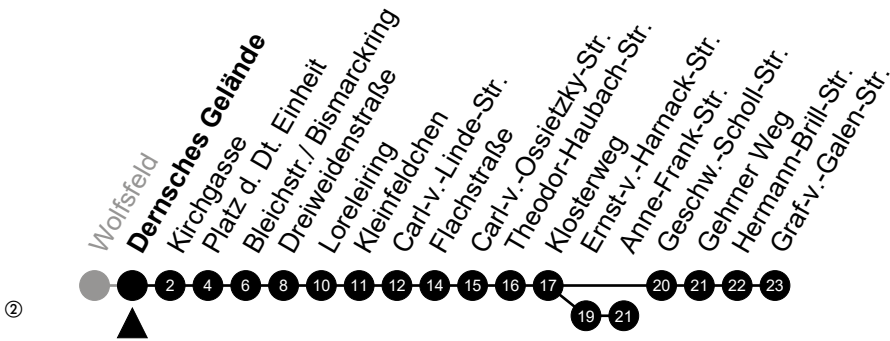 Wolfsfeld
Dernsches Gelände
Kirchgasse
Platz d. Dt. Einheit
Bleichstr./ Bismarckring
Dreiweidenstraße
Loreleiring
Kleinfeldchen
Carl-v.-Linde-Str.
Flachstraße
Carl-v.-Ossietzky-Str.
Theodor-Haubach-Str.
Klosterweg
Ernst-v.-Harnack-Str.
Anne-Frank-Str.
Geschw.-Scholl-Str.
Gehrner Weg
Hermann-Brill-Str.
Graf-v.-Galen-Str.
2 4 6 8 10 11 12 14 15 16 17 20 21 22 23
② 19 21